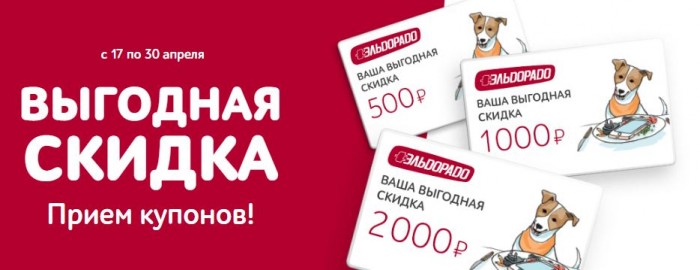 с 17 по 30 апреля
ВЫГОДНАЯ
СКИДКА
Прием купонов!
ЭЛЬДОРАДО
ВАША ВЫГОДНАЯ
СКИДКА
500₽
ЭЛЬДОРАДО
ВАША ВЫГОДНАЯ
СКИДКА
1000₽
ЭЛЬДОРАДО
ВАША ВЫГОДНАЯ
СКИДКА
2000₽